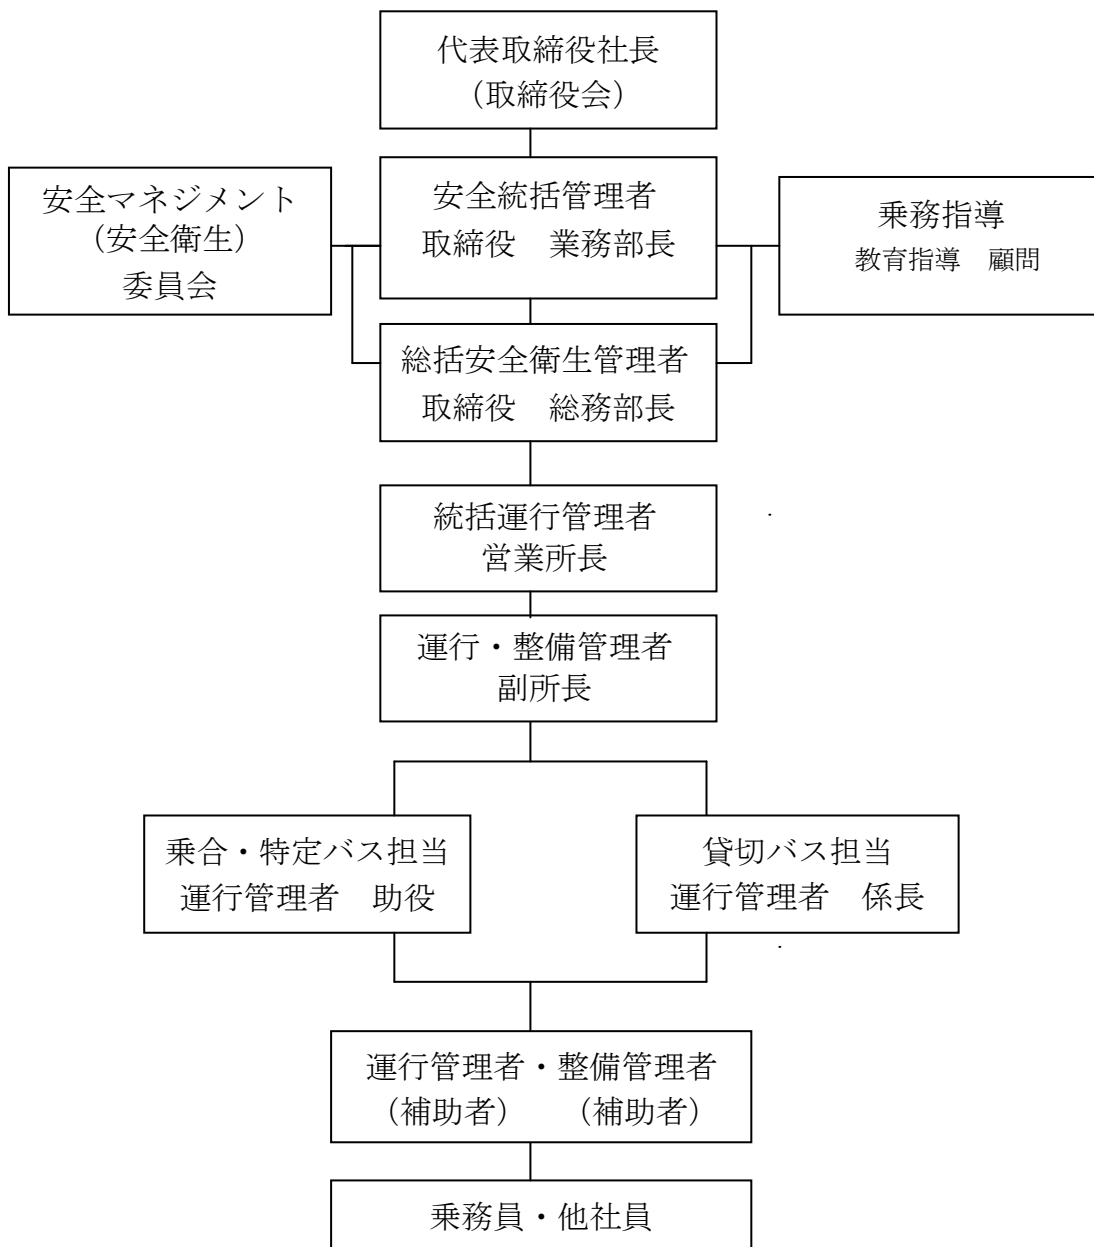 代表取締役社長
（取締役会）
安全マネジメント
（安全衛生）
委員会
安全統括管理者
取締役　業務部長
乗務指導
教育指導　顧問
総括安全衛生管理者
取締役　総務部長
統括運行管理者
営業所長
運行・整備管理者
副所長
乗合・特定バス担当
運行管理者　助役
貸切バス担当
運行管理者　係長
運行管理者・整備管理者
（補助者）　（補助者）
乗務員・他社員